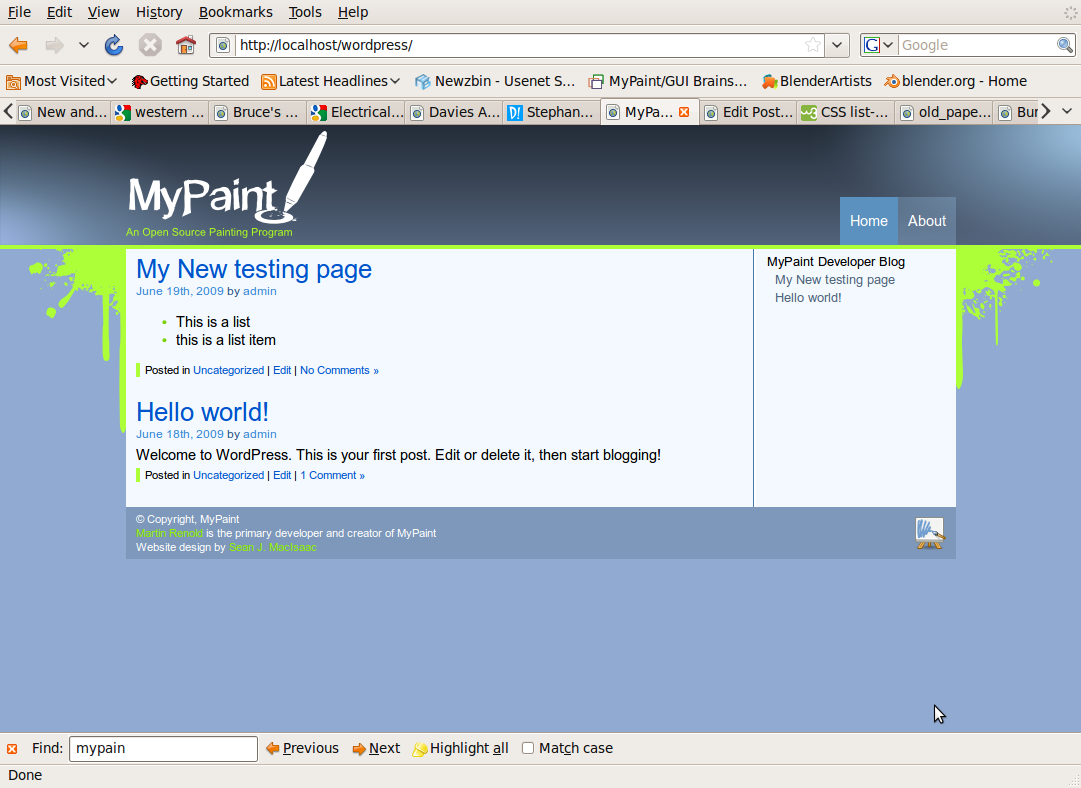 File Edit View History Bookmarks Tools Help
http://localhost/wordpress/ G Google
Most Visited Getting Started Latest Headlines Newzbin - Usenet S... MyPaint/GUI Brains... BlenderArtists blender.org - Home
New and... western ... Bruce's ... Electrical... Davies A... D! Stephan... MyPa... Edit Post... CSS list-... old_pape... Bur
MyPaint
An Open Source Painting Program
Home About
My New testing page
June 19th, 2009 by admin
This is a list
this is a list item
Posted in Uncategorized | Edit | No Comments »
Hello world!
June 18th, 2009 by admin
Welcome to WordPress. This is your first post. Edit or delete it, then start blogging!
Posted in Uncategorized | Edit | 1 Comment »
MyPaint Developer Blog
My New testing page
Hello world!
© Copyright, MyPaint
Martin Renold is the primary developer and creator of MyPaint
Website design by Sean J. MacIsaac
Find: mypain Previous Next Highlight all Match case
Done